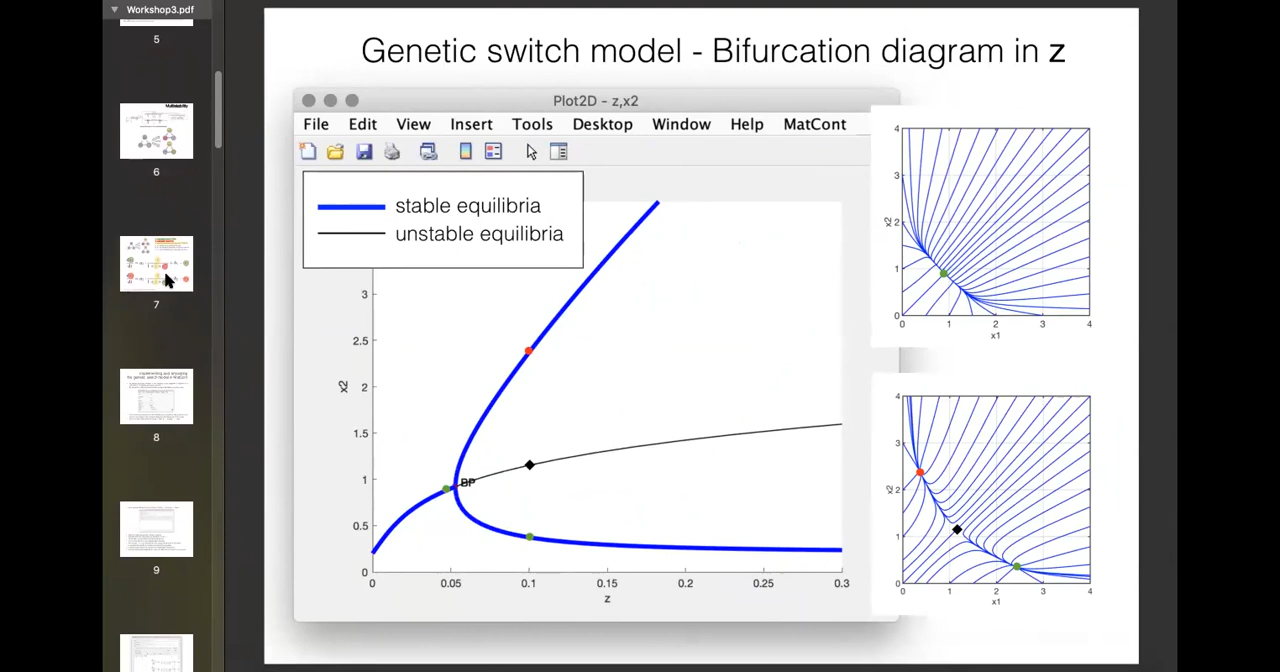 Workshop3.pdf
5
Multistability
6
7
8
9
Genetic switch model - Bifurcation diagram in z
Plot2D - z,x2
File Edit View Insert Tools Desktop Window Help MatCont
stable equilibria
unstable equilibria
3
2.5
2
1.5
1
0.5
0
x2
BP
0 0.05 0.1 0.15 0.2 0.25 0.3
z
4
3
2
1
0
x2
0 1 2 3 4
x1
4
3
2
1
0
x2
0 1 2 3 4
x1